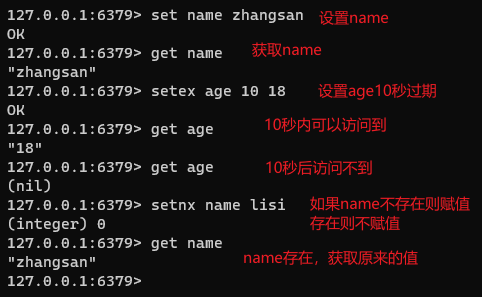 127.0.0.1:6379> set name zhangsan 设置name
OK
127.0.0.1:6379> get name 获取name
"zhangsan"
127.0.0.1:6379> setex age 10 18 设置age10秒过期
OK
127.0.0.1:6379> get age 10秒内可以访问到
"18"
127.0.0.1:6379> get age 10秒后访问不到
(nil)
127.0.0.1:6379> setnx name lisi 如果name不存在则赋值
(integer) 0 存在则不赋值
127.0.0.1:6379> get name
"zhangsan" name存在，获取原来的值
127.0.0.1:6379>